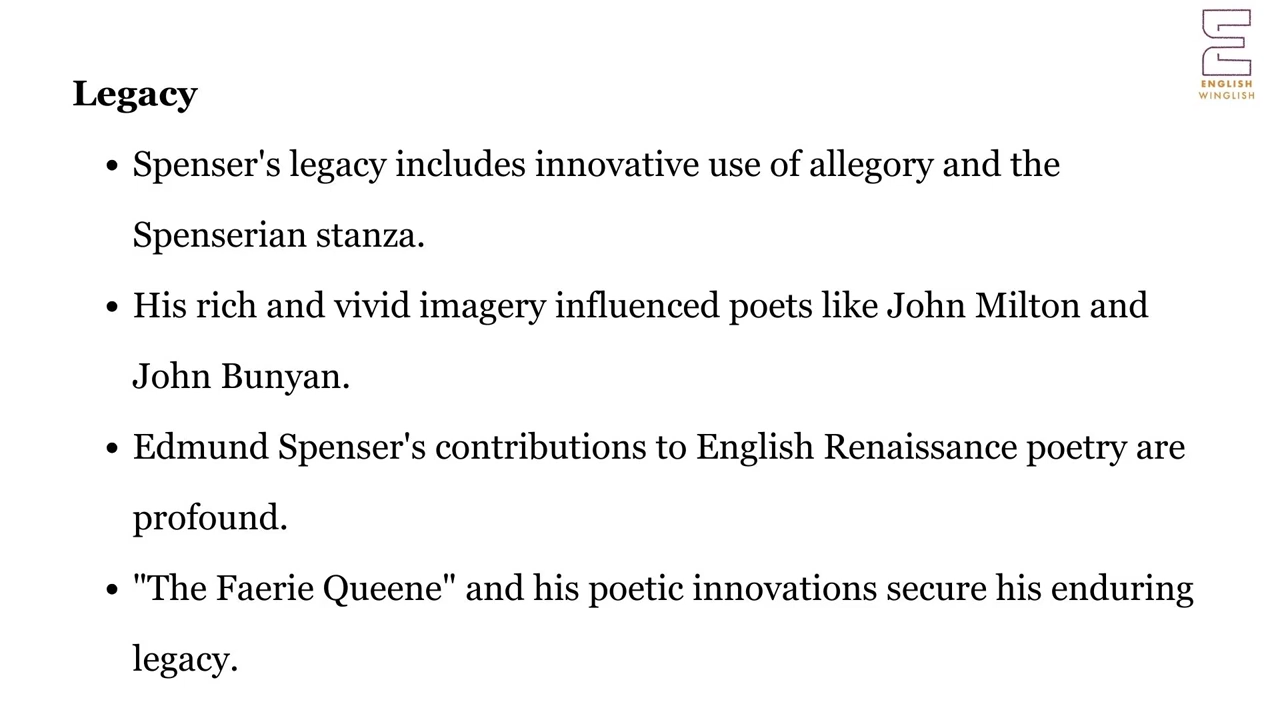 ENGLISH
WINGLISH
Legacy
• Spenser's legacy includes innovative use of allegory and the
Spenserian stanza.
• His rich and vivid imagery influenced poets like John Milton and
John Bunyan.
• Edmund Spenser's contributions to English Renaissance poetry are
profound.
• "The Faerie Queene" and his poetic innovations secure his enduring
legacy.